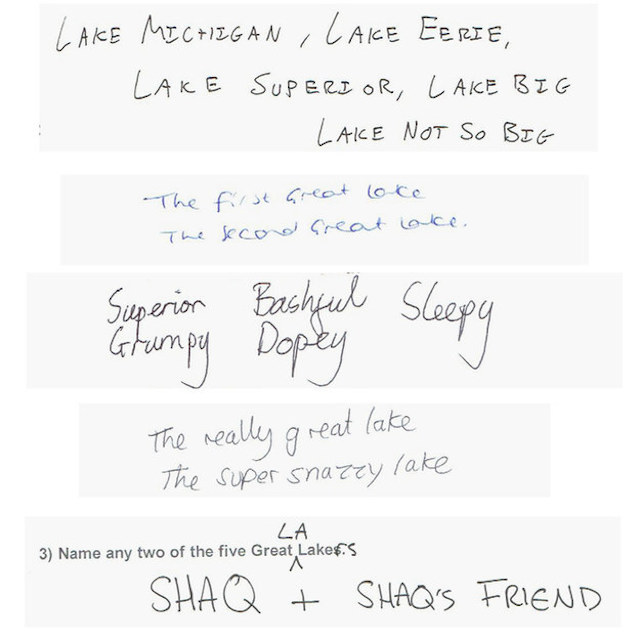 LAKE MICHIGAN, LAKE EERIE,
LAKE SUPERIOR, LAKE BIG
LAKE NOT SO BIG
The first Great lake
The second Great Lake.
Superior Bashful Sleepy
Grumpy Dopey
The really great lake
The super snazzy lake
LA
3) Name any two of the five Great Lakers
SHAQ + SHAQ'S FRIEND